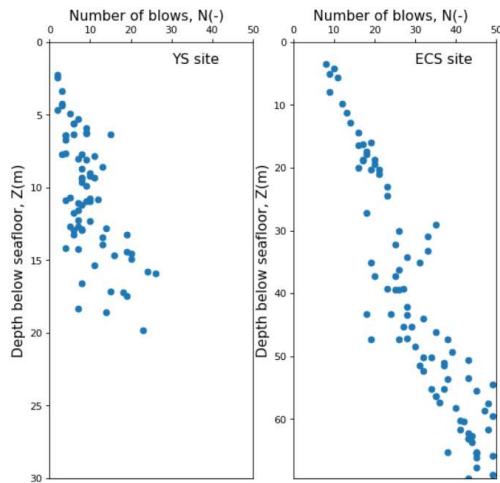 Number of blows, N(-)
0 10 20 30 40 50
YS site
0
5
10
15
20
25
30
Depth below seafloor, Z(m)
Number of blows, N(-)
0 10 20 30 40 50
ECS site
0
10
20
30
40
50
60
Depth below seafloor, Z(m)